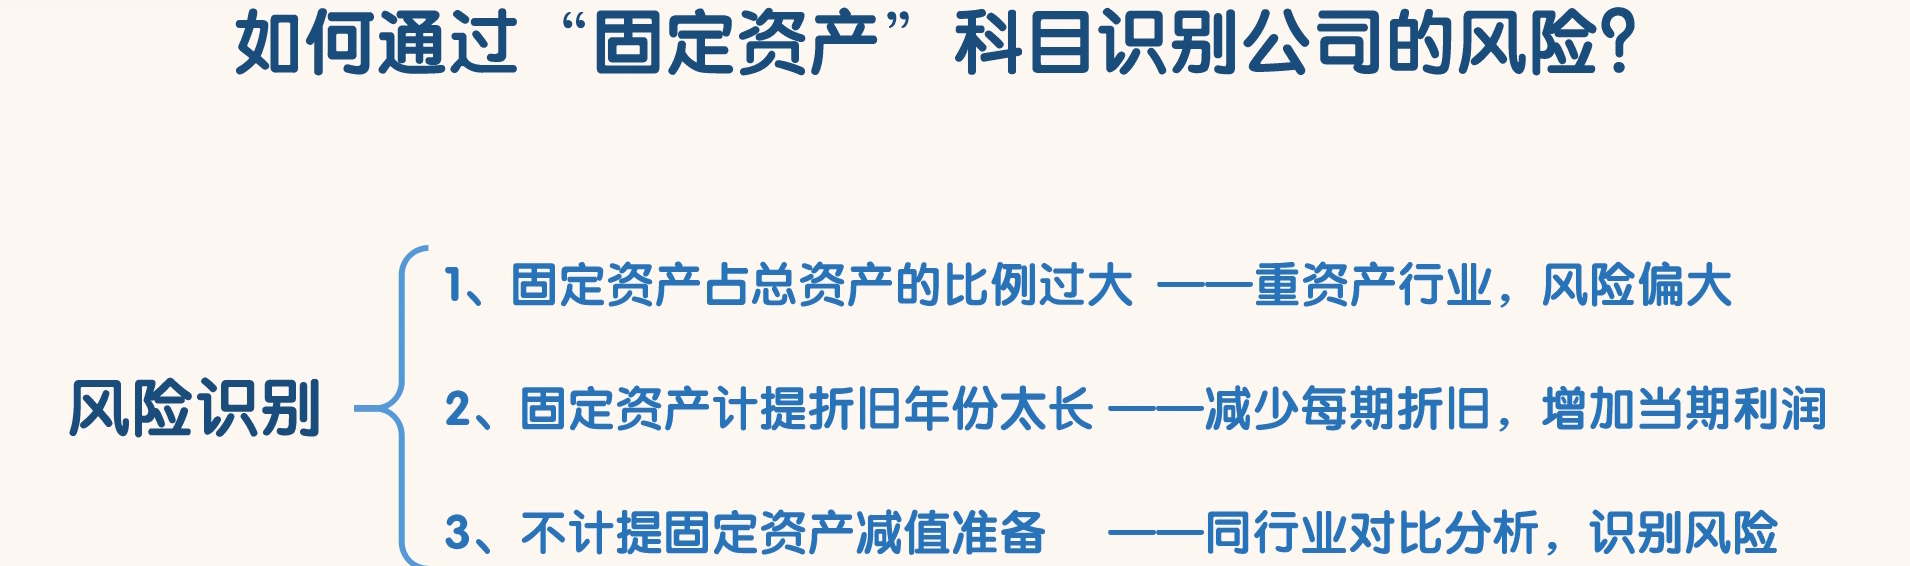 如何通过“固定资产”科目识别公司的风险？
风险识别
1、固定资产占总资产的比例过大 ——重资产行业，风险偏大
2、固定资产计提折旧年份太长 ——减少每期折旧，增加当期利润
3、不计提固定资产减值准备 ——同行业对比分析，识别风险